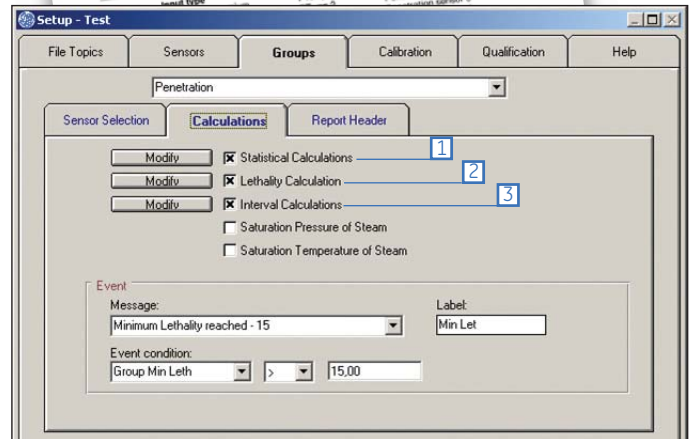 input type
Setup - Test
File Topics Sensors Groups Calibration Qualification Help
Penetration
Sensor Selection Calculations Report Header
Modify Statistical Calculations 1
Modify Lethality Calculation 2
Modify Interval Calculations 3
Saturation Pressure of Steam
Saturation Temperature of Steam
Event
Message: Label:
Minimum Lethality reached - 15 Min Let
Event condition:
Group Min Leth > 15,00